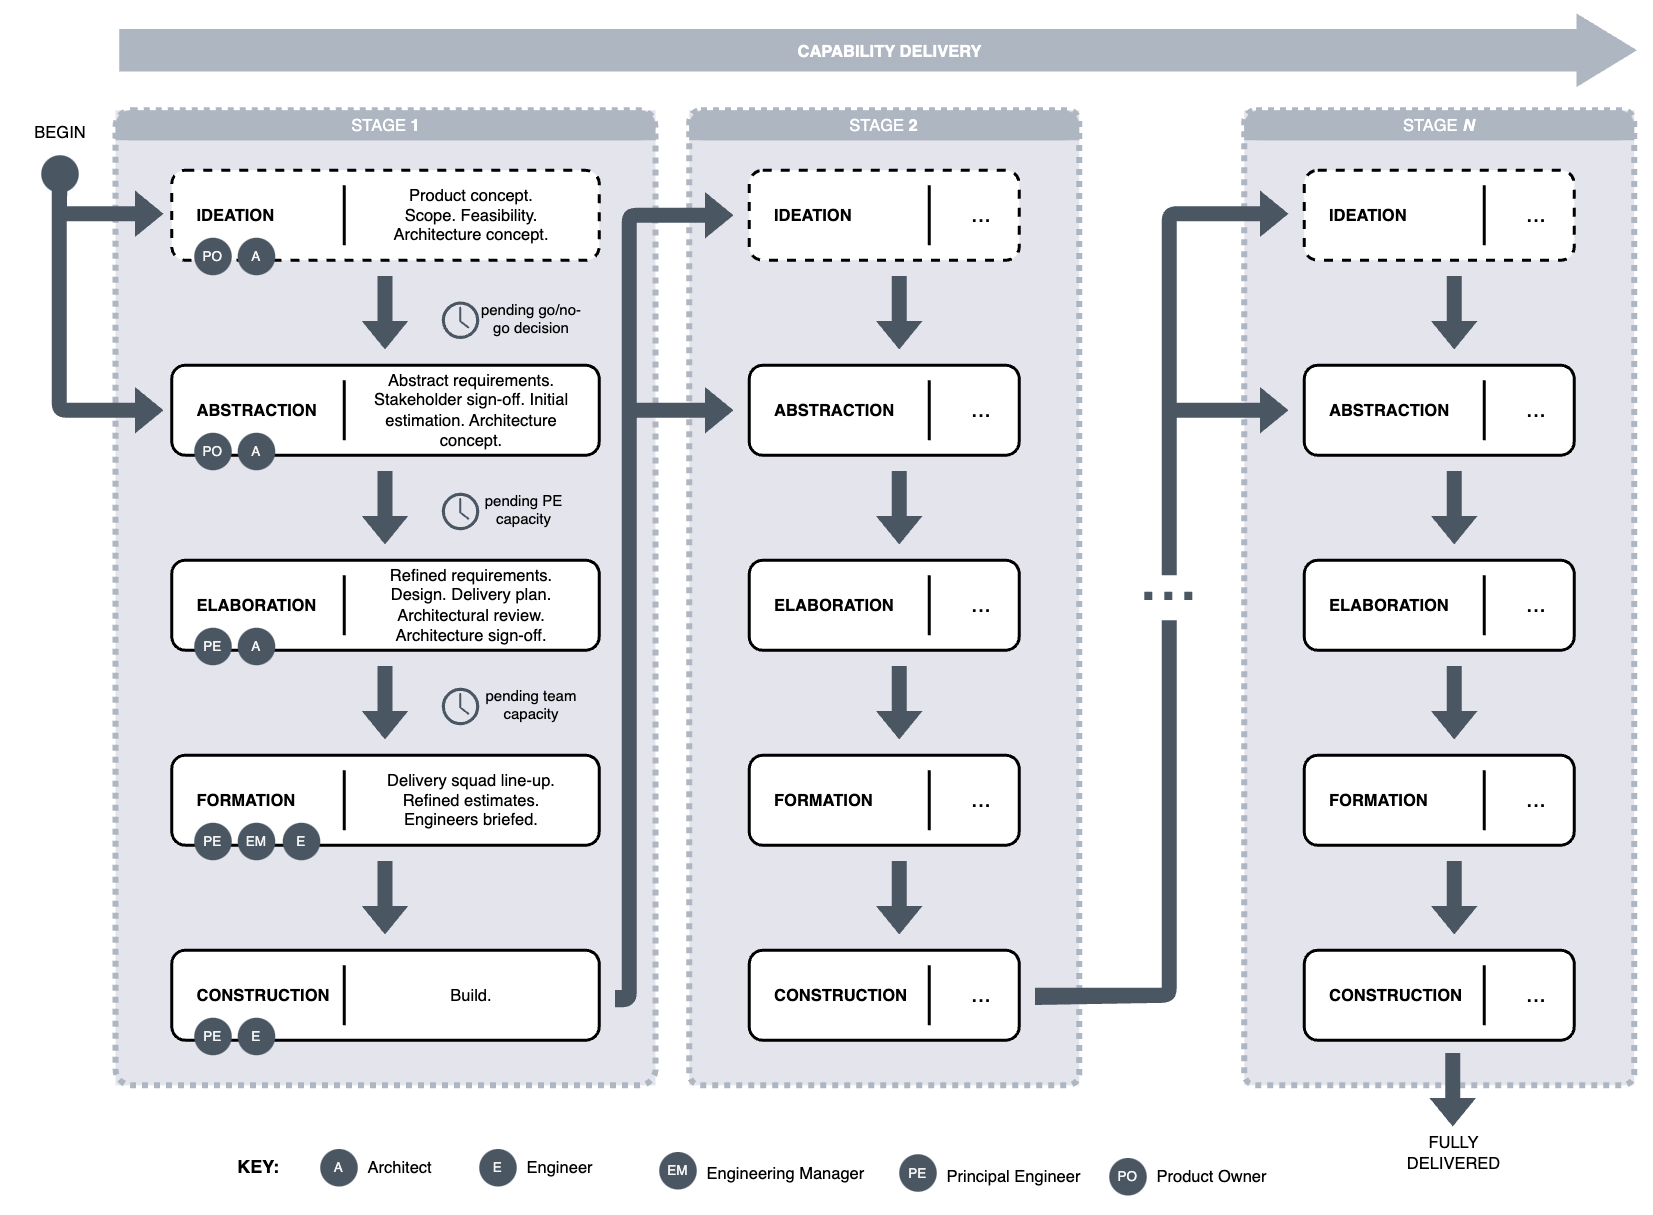 CAPABILITY DELIVERY
BEGIN
STAGE 1
IDEATION
Product concept.
Scope. Feasibility.
Architecture concept.
PO
A
pending go/no-
go decision
ABSTRACTION
Abstract requirements.
Stakeholder sign-off. Initial
estimation. Architecture
concept.
PO
A
pending PE
capacity
ELABORATION
Refined requirements.
Design. Delivery plan.
Architectural review.
Architecture sign-off.
PE
A
pending team
capacity
FORMATION
Delivery squad line-up.
Refined estimates.
Engineers briefed.
PE
EM
E
CONSTRUCTION
Build.
PE
E
STAGE 2
IDEATION
...
ABSTRACTION
...
ELABORATION
...
FORMATION
...
CONSTRUCTION
...
...
STAGE N
IDEATION
...
ABSTRACTION
...
ELABORATION
...
FORMATION
...
CONSTRUCTION
...
FULLY
DELIVERED
KEY:
A Architect
E Engineer
EM Engineering Manager
PE Principal Engineer
PO Product Owner